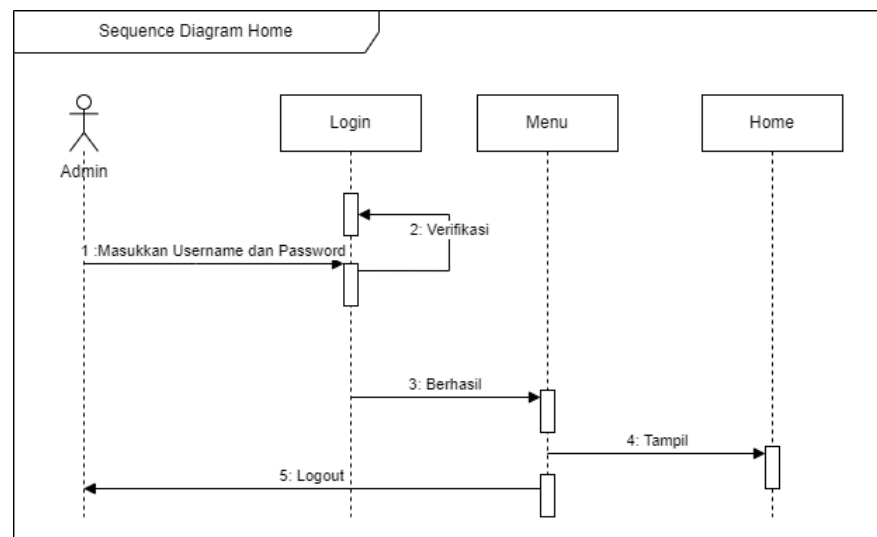 Sequence Diagram Home
Login
Menu
Home
Admin
2: Verifikasi
1 :Masukkan Username dan Password
3: Berhasil
4: Tampil
5: Logout